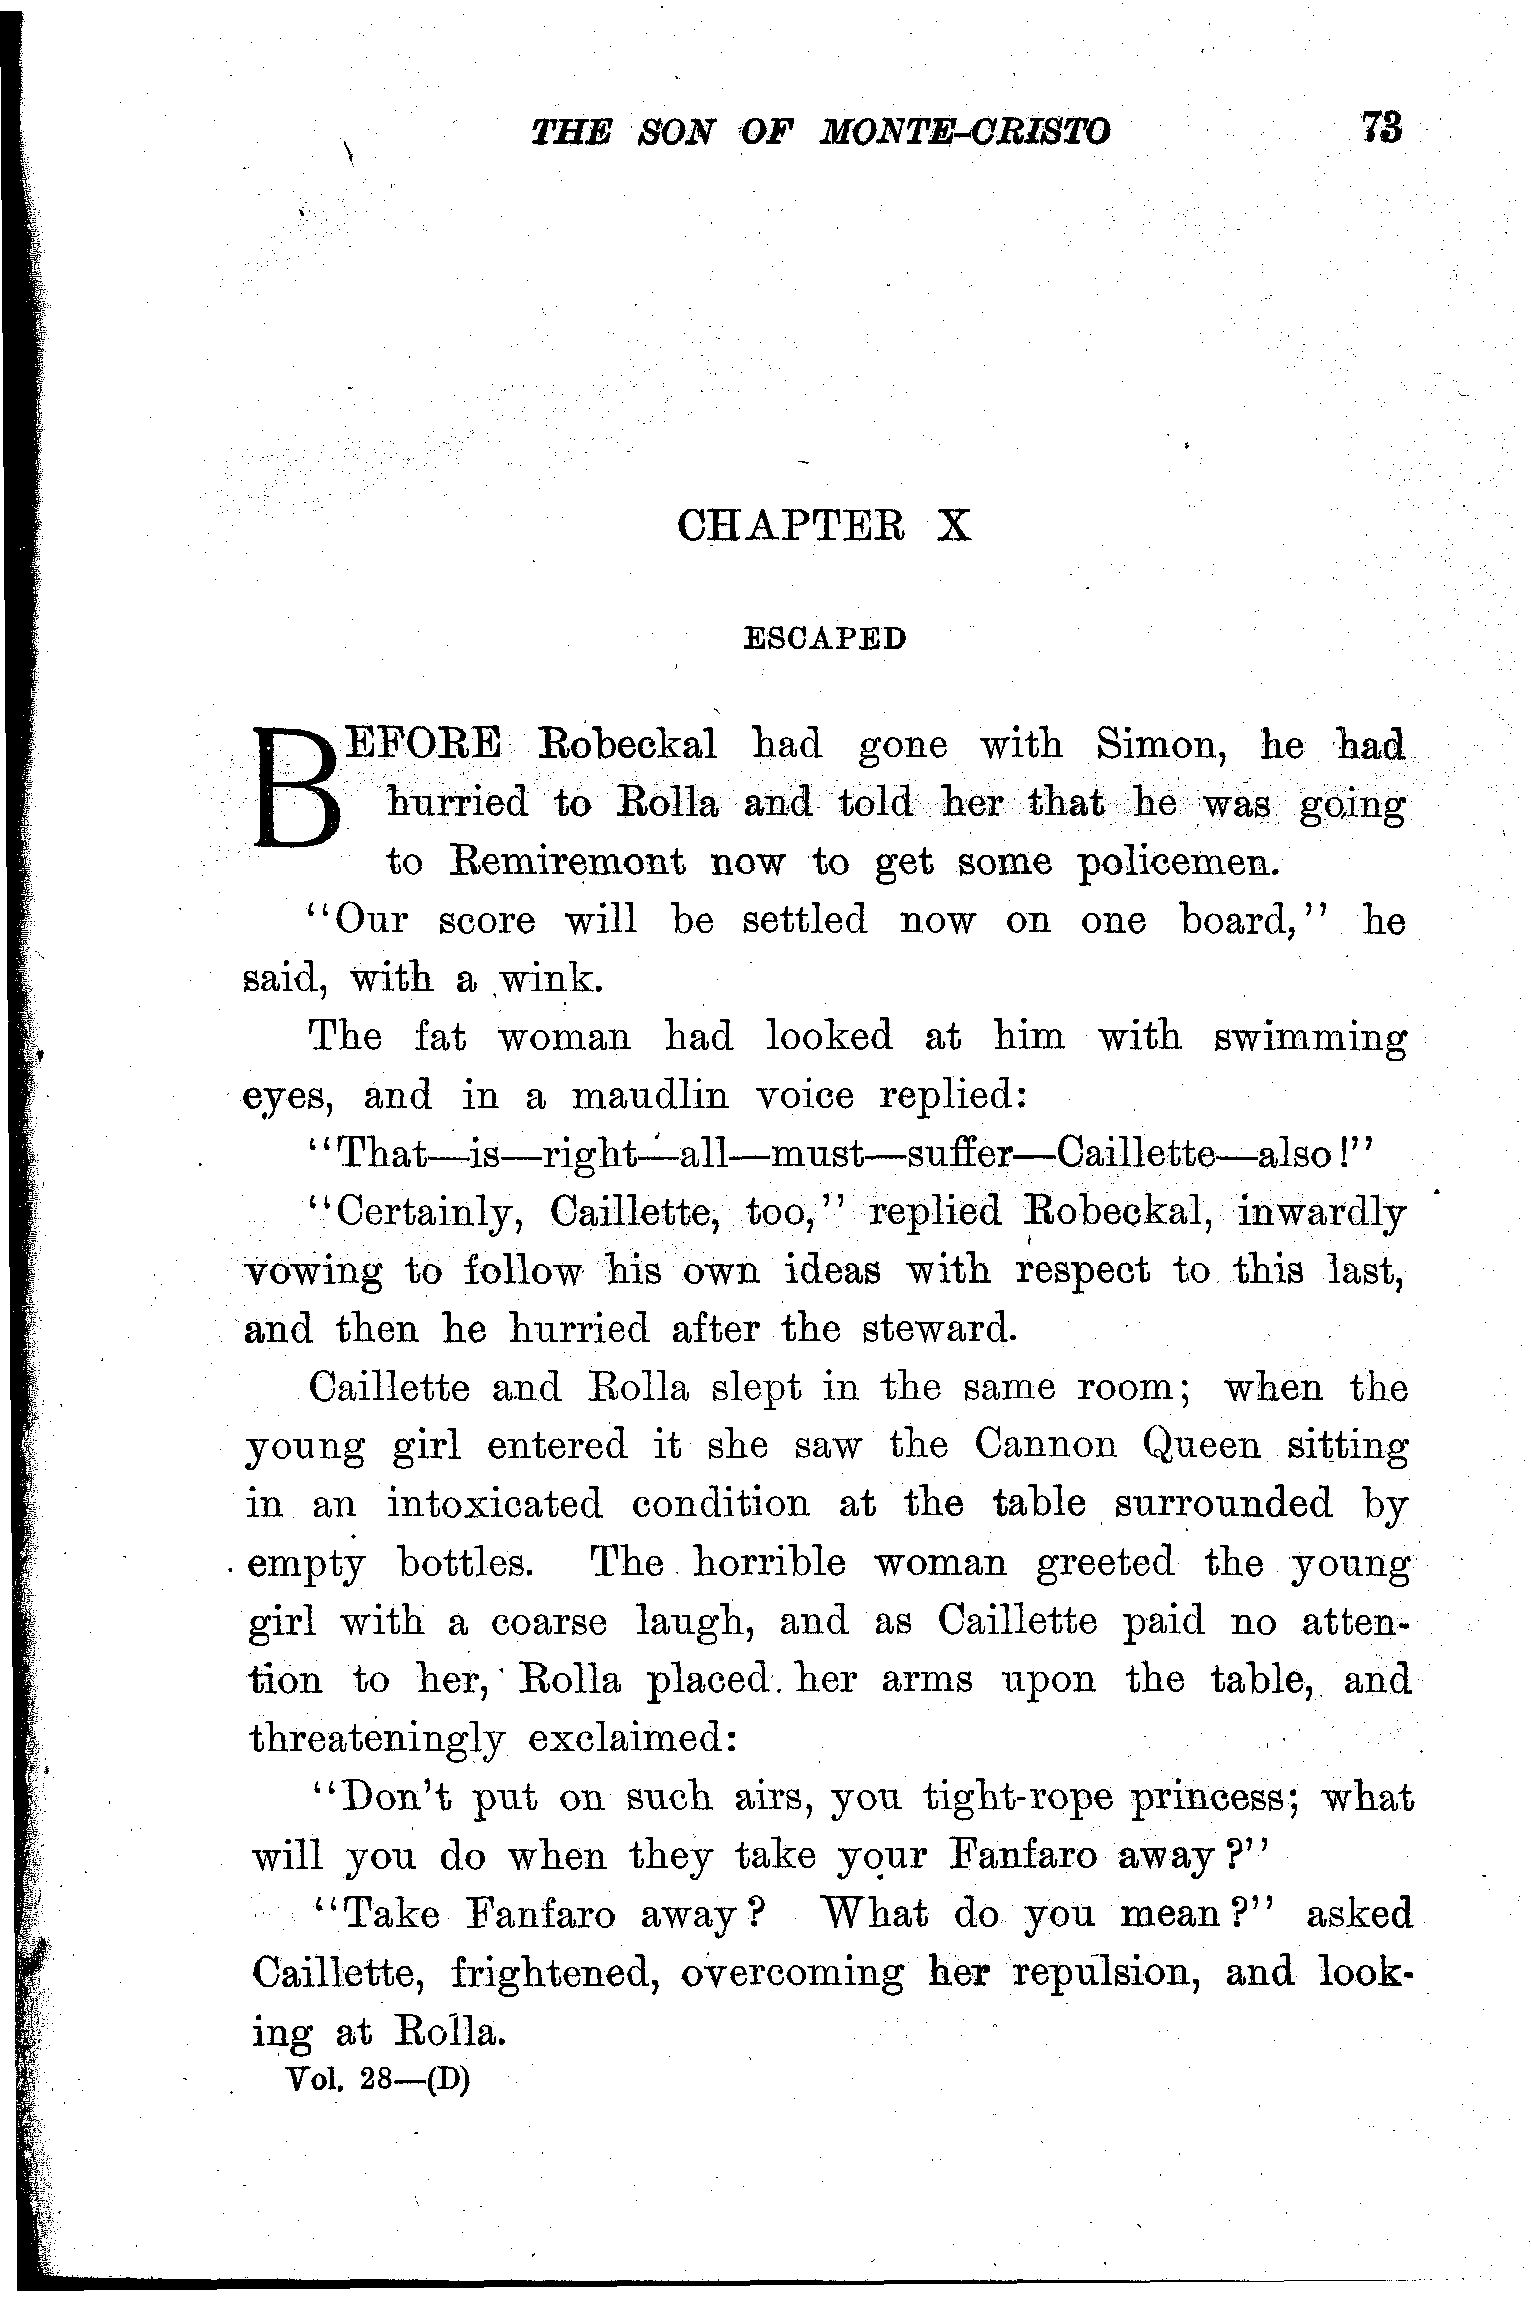 THE SON OF MONTE-CRISTO 73
CHAPTER X
ESCAPED
BEFORE Robeckal had gone with Simon, he had
hurried to Rolla and told her that he was going
to Remiremont now to get some policemen.
"Our score will be settled now on one board," he
said, with a wink.
The fat woman had looked at him with swimming
eyes, and in a maudlin voice replied:
"That—is—right—all—must—suffer—Caillette—also!"
"Certainly, Caillette, too," replied Robeckal, inwardly
vowing to follow his own ideas with respect to this last,
and then he hurried after the steward.
Caillette and Rolla slept in the same room; when the
young girl entered it she saw the Cannon Queen sitting
in an intoxicated condition at the table surrounded by
empty bottles. The horrible woman greeted the young
girl with a coarse laugh, and as Caillette paid no atten-
tion to her, Rolla placed her arms upon the table, and
threateningly exclaimed:
"Don't put on such airs, you tight-rope princess; what
will you do when they take your Fanfaro away?"
"Take Fanfaro away? What do you mean?" asked
Caillette, frightened, overcoming her repulsion, and look-
ing at Rolla.
Vol. 28—(D)